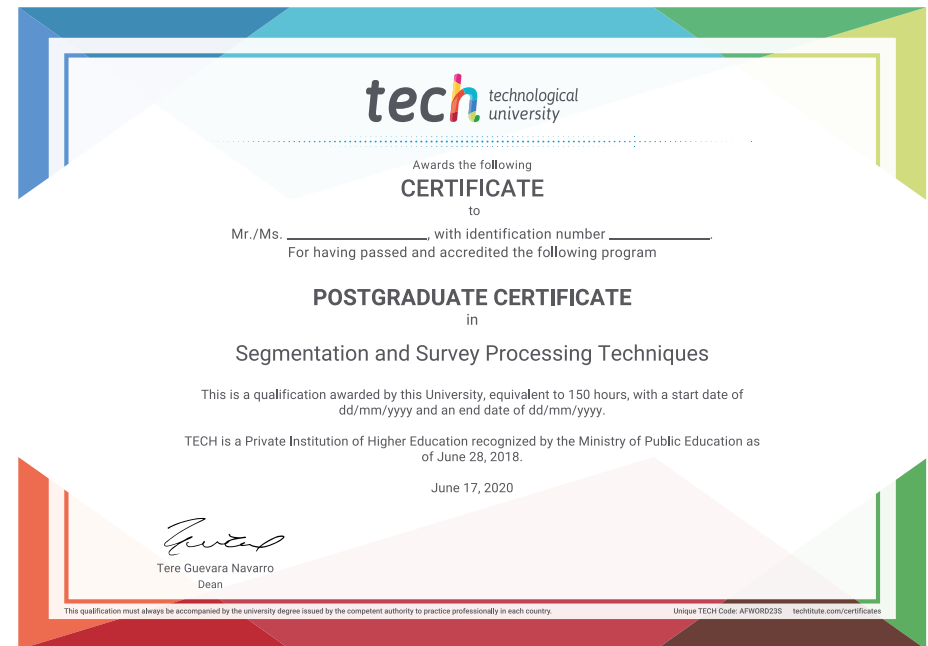 tech technological
university
Awards the following
CERTIFICATE
to
Mr./Ms. ____________________, with identification number ______________.
For having passed and accredited the following program
POSTGRADUATE CERTIFICATE
in
Segmentation and Survey Processing Techniques
This is a qualification awarded by this University, equivalent to 150 hours, with a start date of
dd/mm/yyyy and an end date of dd/mm/yyyy.
TECH is a Private Institution of Higher Education recognized by the Ministry of Public Education as
of June 28, 2018.
June 17, 2020
Tere Guevara Navarro
Dean
This qualification must always be accompanied by the university degree issued by the competent authority to practice professionally in each country.
Unique TECH Code: AFWORD23S techtitute.com/certificates